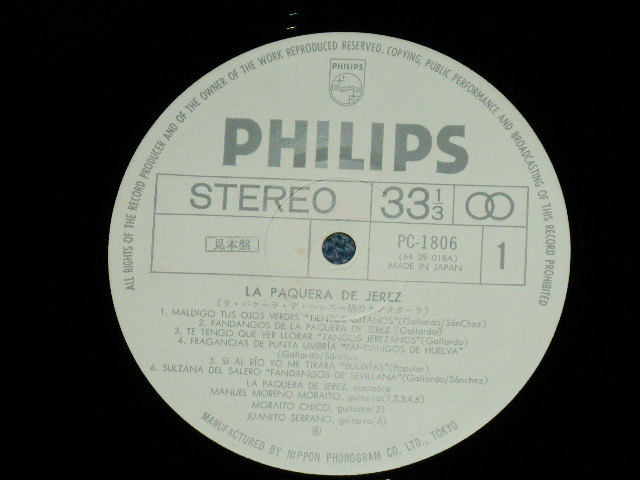 ALL RIGHTS OF THE RECORD PRODUCER AND OF THE OWNER OF THE WORK REPRODUCED RESERVED. COPYING, PUBLIC PERFORMANCE AND BROADCASTING OF THIS RECORD PROHIBITED
PHILIPS
PHILIPS
STEREO 33 1/3
見本盤 PC-1806 1
(64 29 018A)
MADE IN JAPAN
LA PAQUERA DE JEREZ
1. MALDIGO TUS OJOS VERDES "TIENTOS GITANOS"(Gallardo/Sánchez)
2. FANDANGOS DE LA PAQUERA DE JEREZ (Gallardo)
3. TE TENGO QUE VER LLORAR "TANGOS JEREZANOS"(Gallardo)
4. FRAGANCIAS DE PUNTA UMBRÍA "FANDANGOS DE HUELVA"
(Gallardo/Sánchez)
5. SI AL RÍO YO ME TIRARA "BULERÍAS"(Popular)
6. SULTANA DEL SALERO "FANDANGOS DE SEVILLANA"(Gallardo/Sánchez)
LA PAQUERA DE JEREZ, cantaora
MANUEL MORENO MORAITO, guitarra(1,2,3,4,6)
MORAITO CHICO, guitarra(2)
JUANITO SERRANO, guitarra(5)
MANUFACTURED BY NIPPON PHONOGRAM CO. LTD., TOKYO